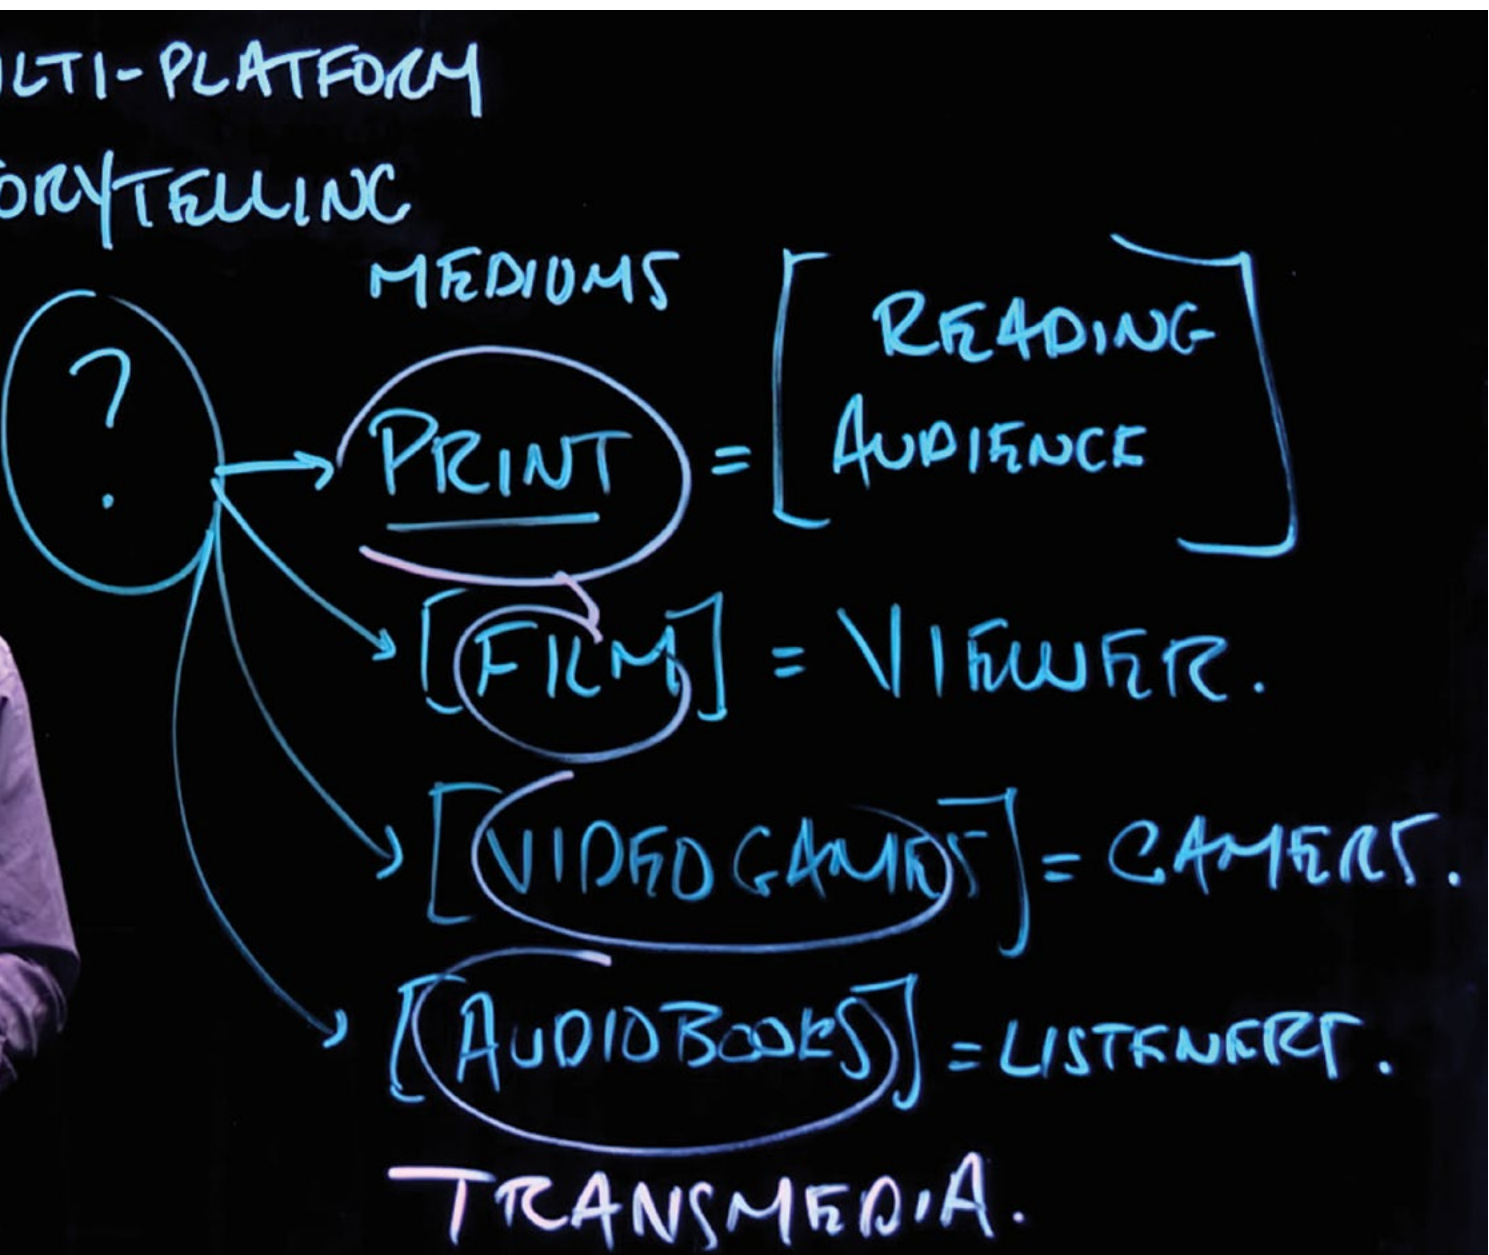 LTI-PLATFORM
ORYTELLING
MEDIUMS
?
PRINT = [READING
AUDIENCE]
[FILM] = VIEWER.
[VIDEOGAMES] = GAMERS.
[AUDIOBOOKS] = LISTENERS.
TRANSMEDIA.